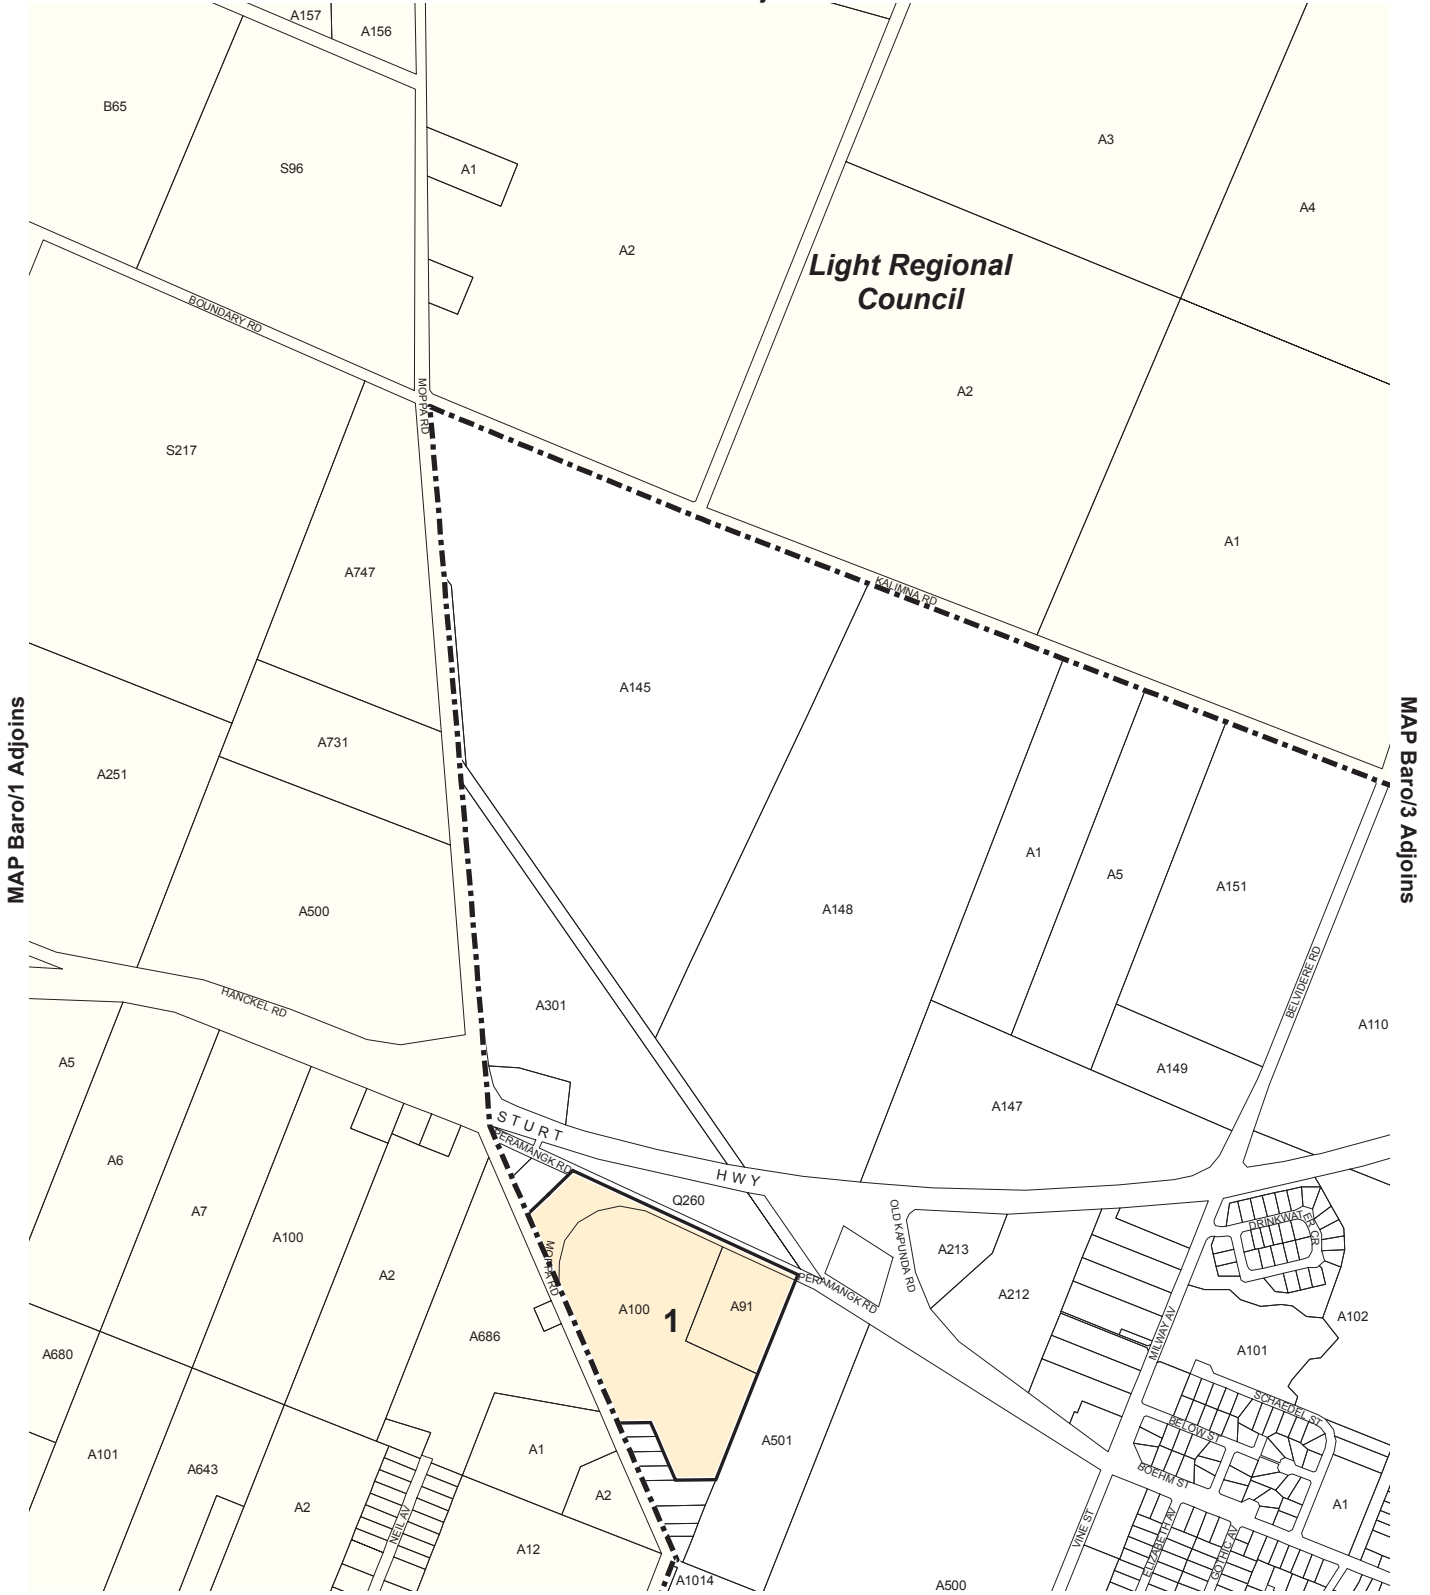 A157
A156
B65
S96
A1
A3
A4
A2
Light Regional
Council
BOUNDARY RD
MOPPA RD
A2
S217
A1
A747
KALIMNA RD
A145
MAP Baro/1 Adjoins
MAP Baro/3 Adjoins
A731
A251
A1
A5
A151
A148
A500
BELVIDERE RD
HANCKEL RD
A301
A110
A5
A149
A147
STURT
PERAMANGK RD
A6
HWY
Q260
A7
OLD KAPUNDA RD
DRINKWATER CR
A100
MOPPA RD
A213
A2
PERAMANGK RD
A212
A100
A91
1
A102
A686
MILWAY AV
A101
A680
SCHAEDEL ST
BELOW ST
A501
A1
A101
A643
BOEHM ST
A2
A2
A1
NEIL AV
VINE ST
ELIZABETH AV
GOTHIC AV
A12
A1014
A500